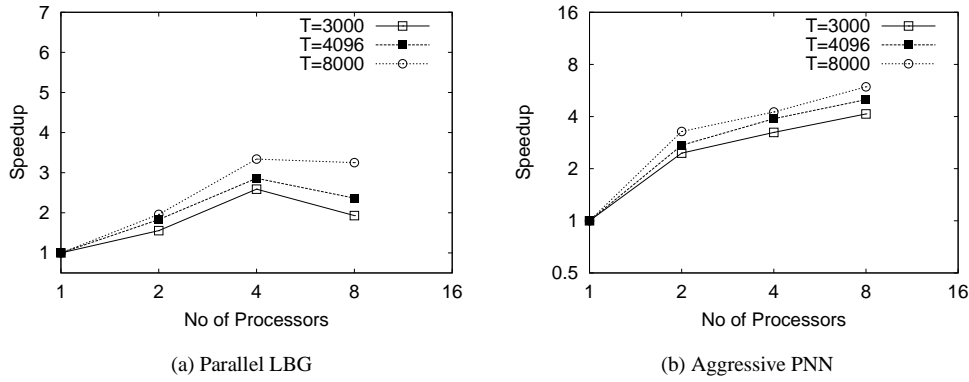 7
6
5
4
3
2
1
Speedup
T=3000
T=4096
T=8000
1 2 4 8 16
No of Processors
(a) Parallel LBG
16
8
4
2
1
0.5
Speedup
T=3000
T=4096
T=8000
1 2 4 8 16
No of Processors
(b) Aggressive PNN